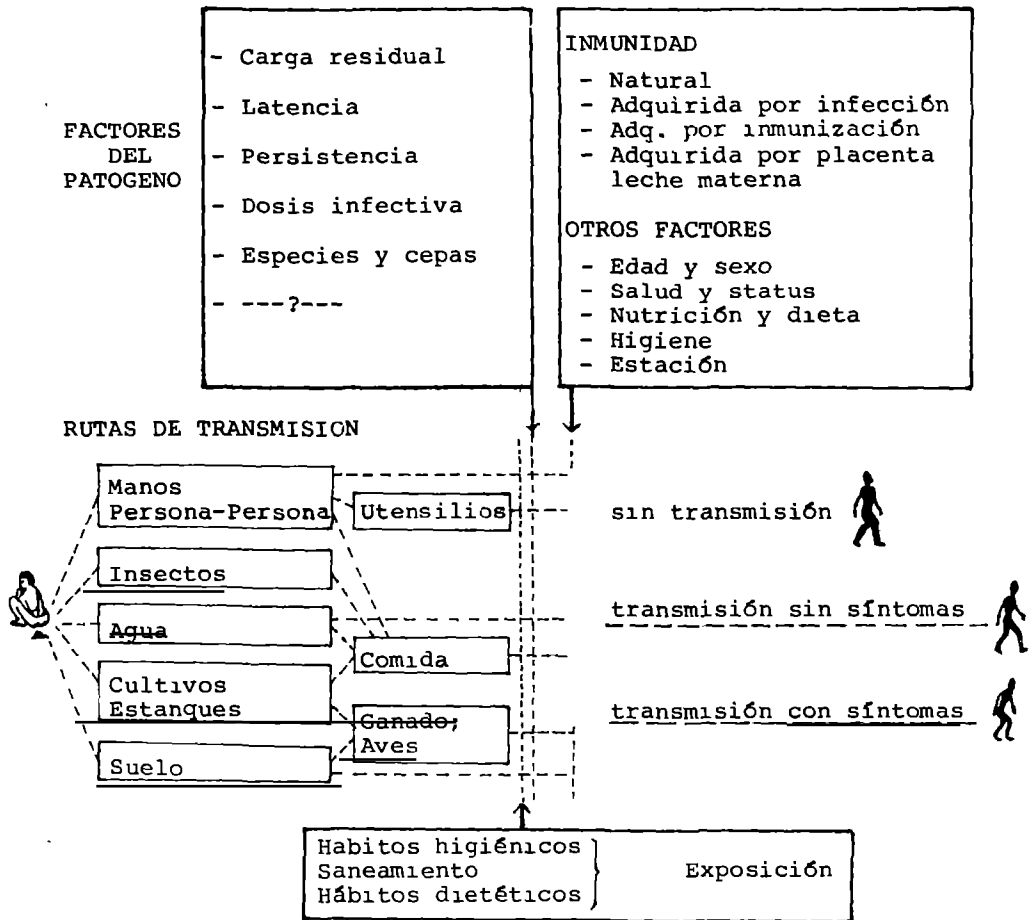 FACTORES
DEL
PATOGENO
- Carga residual
- Latencia
- Persistencia
- Dosis infectiva
- Especies y cepas
- ---?---
INMUNIDAD
- Natural
- Adquirida por infección
- Adq. por inmunización
- Adquirida por placenta
leche materna
OTROS FACTORES
- Edad y sexo
- Salud y status
- Nutrición y dieta
- Higiene
- Estación
RUTAS DE TRANSMISION
Manos
Persona-Persona
Utensilios
Insectos
Agua
Comida
Cultivos
Estanques
Ganado;
Aves
Suelo
sin transmisión
transmisión sin síntomas
transmisión con síntomas
Habitos higiénicos
Saneamiento
Hábitos dietéticos
Exposición